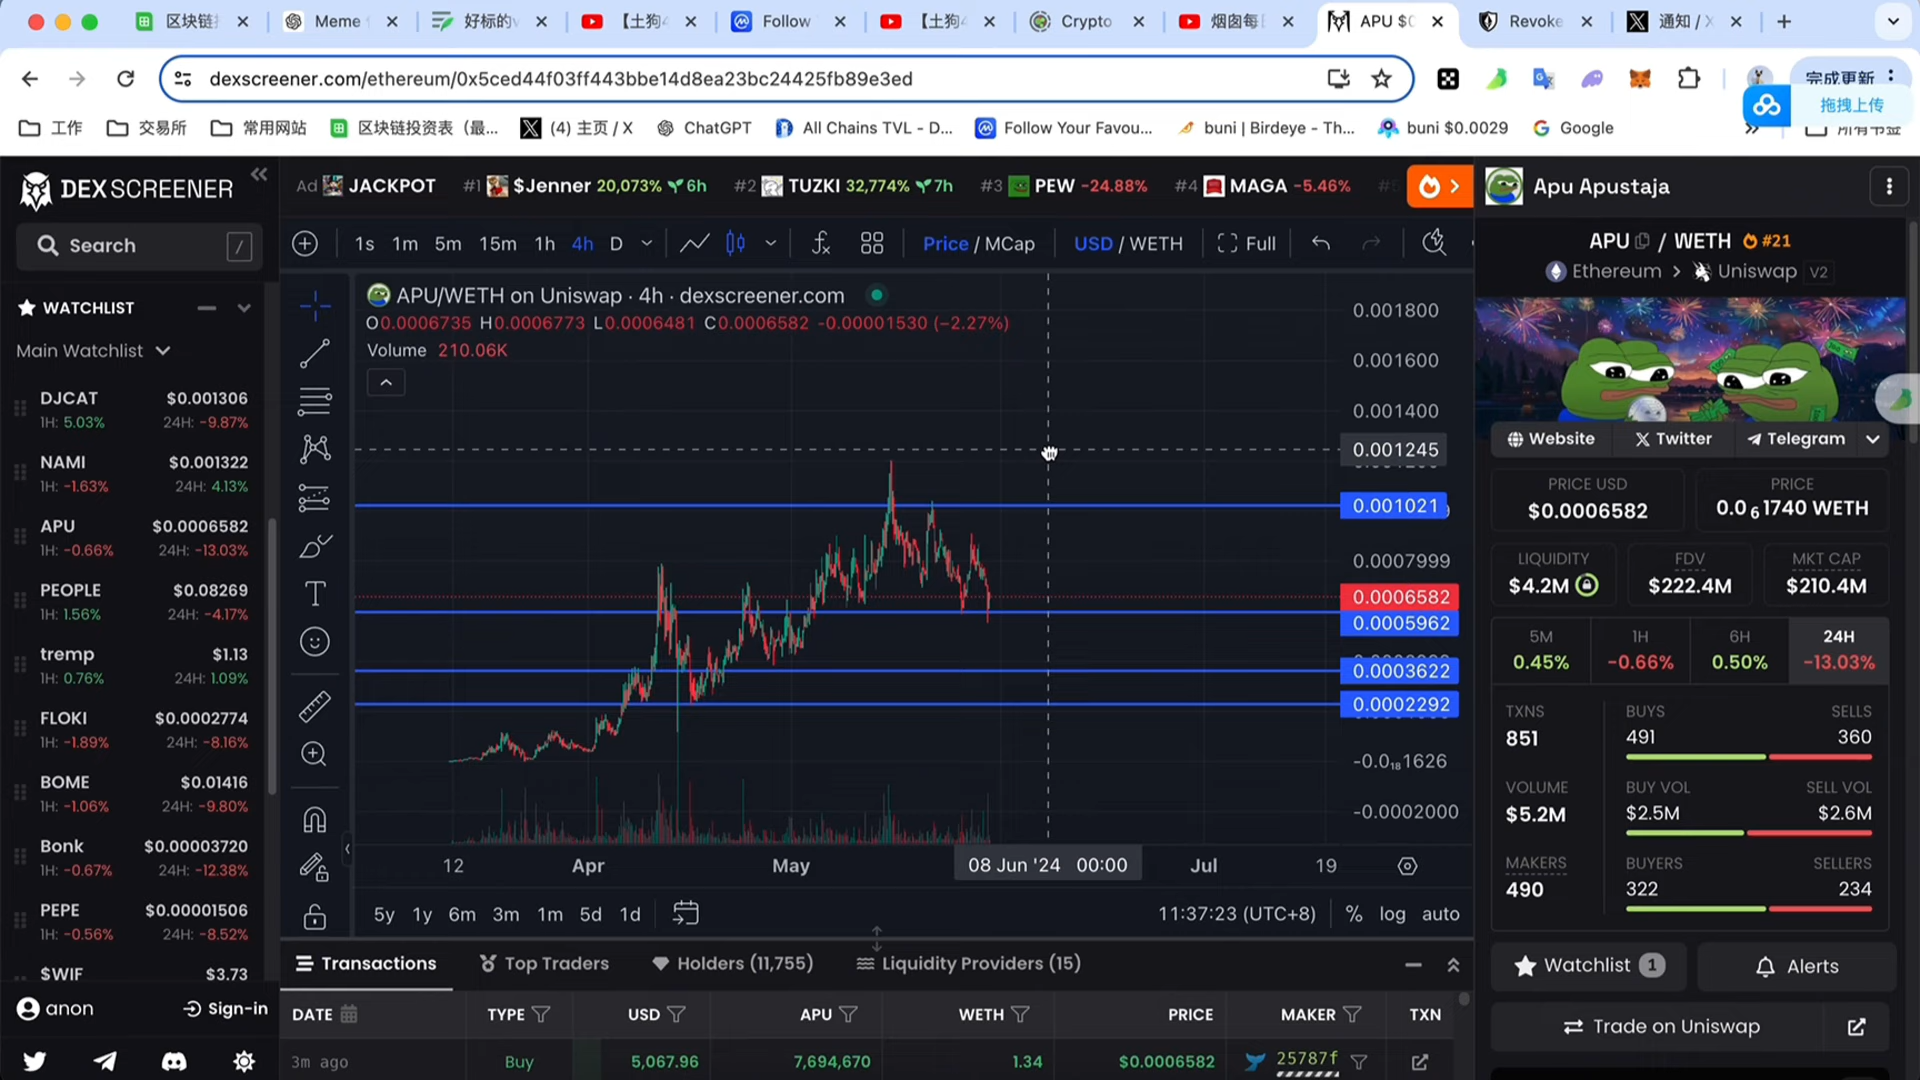 区块链
Meme
好标的v
【土狗
Follow
【土狗
Crypto
烟囱每
APU $0
Revoke
通知 / X
dexscreener.com/ethereum/0x5ced44f03ff443bbe14d8ea23bc24425fb89e3ed
完成更新
拖拽上传
工作
交易所
常用网站
区块链投资表（最...
(4) 主页 / X
ChatGPT
All Chains TVL - D...
Follow Your Favou...
buni | Birdeye - Th...
buni $0.0029
Google
所有书签
DEX SCREENER
Ad JACKPOT #1 $Jenner 20,073% 6h #2 TUZKI 32,774% 7h #3 PEW -24.88% #4 MAGA -5.46%
Search /
1s 1m 5m 15m 1h 4h D Price / MCap USD / WETH Full
WATCHLIST
Main Watchlist
DJCAT $0.001306
1H: 5.03% 24H: -9.87%
NAMI $0.001322
1H: -1.63% 24H: 4.13%
APU $0.0006582
1H: -0.66% 24H: -13.03%
PEOPLE $0.08269
1H: 1.56% 24H: -4.17%
tremp $1.13
1H: 0.76% 24H: 1.09%
FLOKI $0.0002774
1H: -1.89% 24H: -8.16%
BOME $0.01416
1H: -1.06% 24H: -9.80%
Bonk $0.00003720
1H: -0.67% 24H: -12.38%
PEPE $0.00001506
1H: -0.56% 24H: -8.52%
$WIF $3.73
anon Sign-in
APU/WETH on Uniswap · 4h · dexscreener.com
O0.0006735 H0.0006773 L0.0006481 C0.0006582 -0.00001530 (−2.27%)
Volume 210.06K
0.001800
0.001600
0.001400
0.001245
0.001021
0.0007999
0.0006582
0.0005962
0.0003622
0.0002292
-0.0₁₈1626
-0.0002000
12 Apr May 08 Jun '24 00:00 Jul 19
5y 1y 6m 3m 1m 5d 1d 11:37:23 (UTC+8) % log auto
Transactions Top Traders Holders (11,755) Liquidity Providers (15)
DATE TYPE USD APU WETH PRICE MAKER TXN
3m ago Buy 5,067.96 7,694,670 1.34 $0.0006582 25787f
Apu Apustaja
APU / WETH #21
Ethereum > Uniswap V2
Website Twitter Telegram
PRICE USD
$0.0006582
PRICE
0.0₆1740 WETH
LIQUIDITY
$4.2M
FDV
$222.4M
MKT CAP
$210.4M
5M 1H 6H 24H
0.45% -0.66% 0.50% -13.03%
TXNS BUYS SELLS
851 491 360
VOLUME BUY VOL SELL VOL
$5.2M $2.5M $2.6M
MAKERS BUYERS SELLERS
490 322 234
Watchlist 1 Alerts
Trade on Uniswap